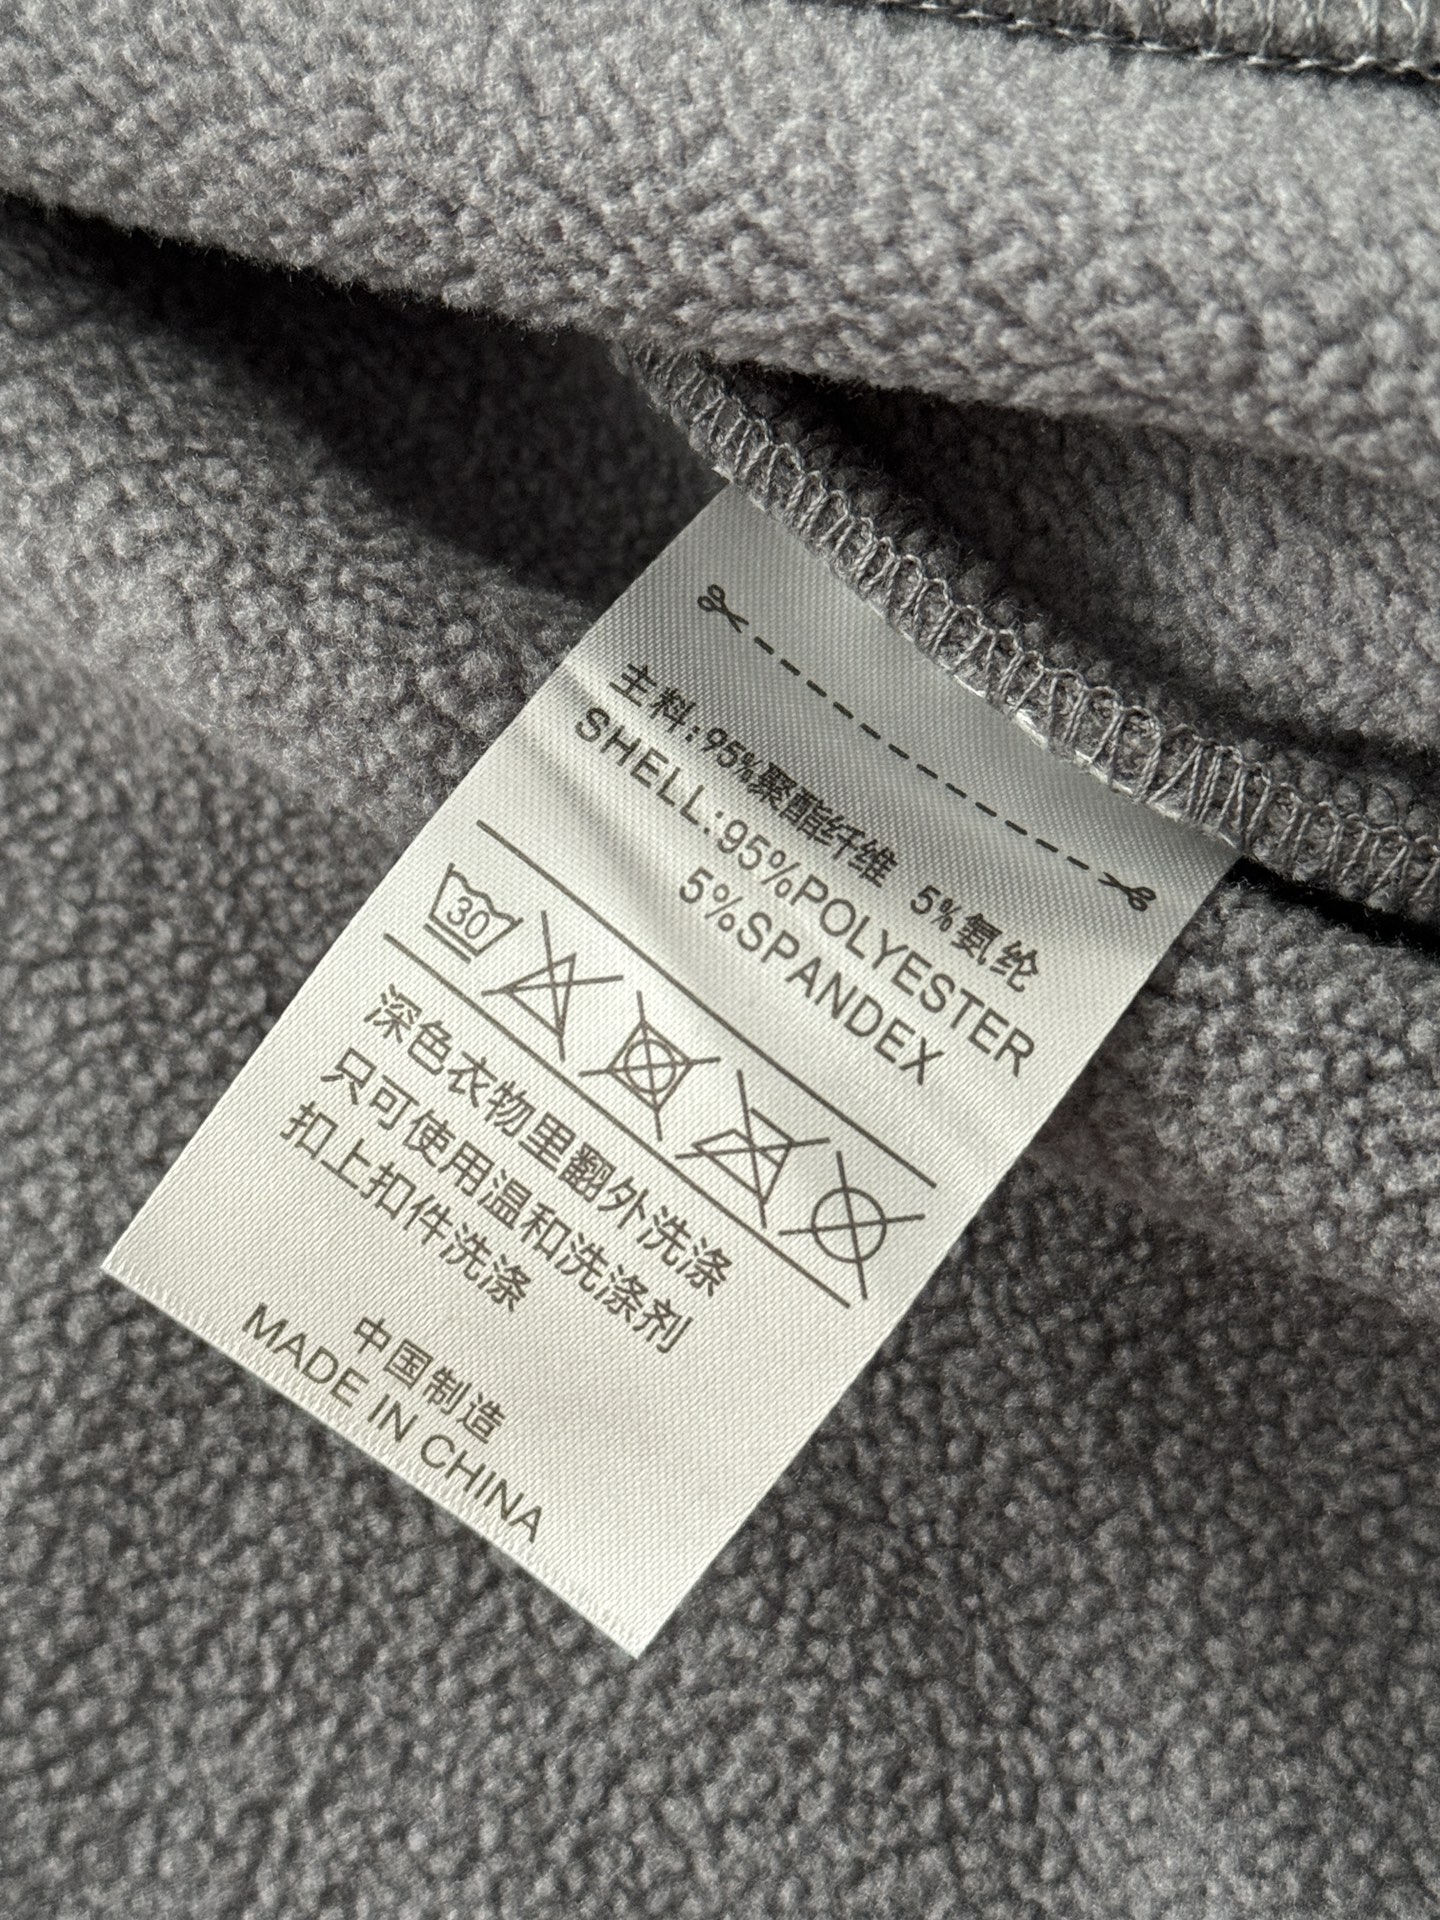 主料:95%聚酯纤维 5%氨纶
SHELL:95%POLYESTER
5%SPANDEX
30
深色衣物里翻外洗涤
只可使用温和洗涤剂
扣上扣件洗涤
中国制造
MADE IN CHINA